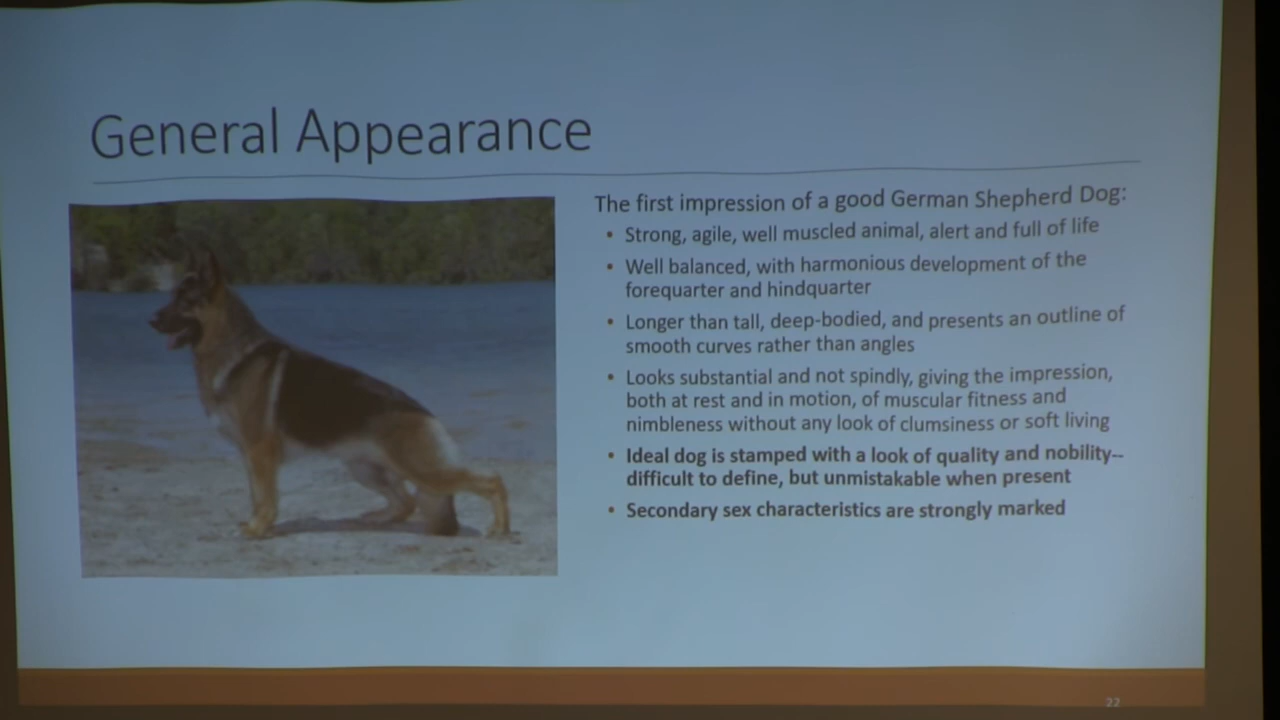 General Appearance
The first impression of a good German Shepherd Dog:
• Strong, agile, well muscled animal, alert and full of life
• Well balanced, with harmonious development of the
forequarter and hindquarter
• Longer than tall, deep-bodied, and presents an outline of
smooth curves rather than angles
• Looks substantial and not spindly, giving the impression,
both at rest and in motion, of muscular fitness and
nimbleness without any look of clumsiness or soft living
• Ideal dog is stamped with a look of quality and nobility--
difficult to define, but unmistakable when present
• Secondary sex characteristics are strongly marked
22